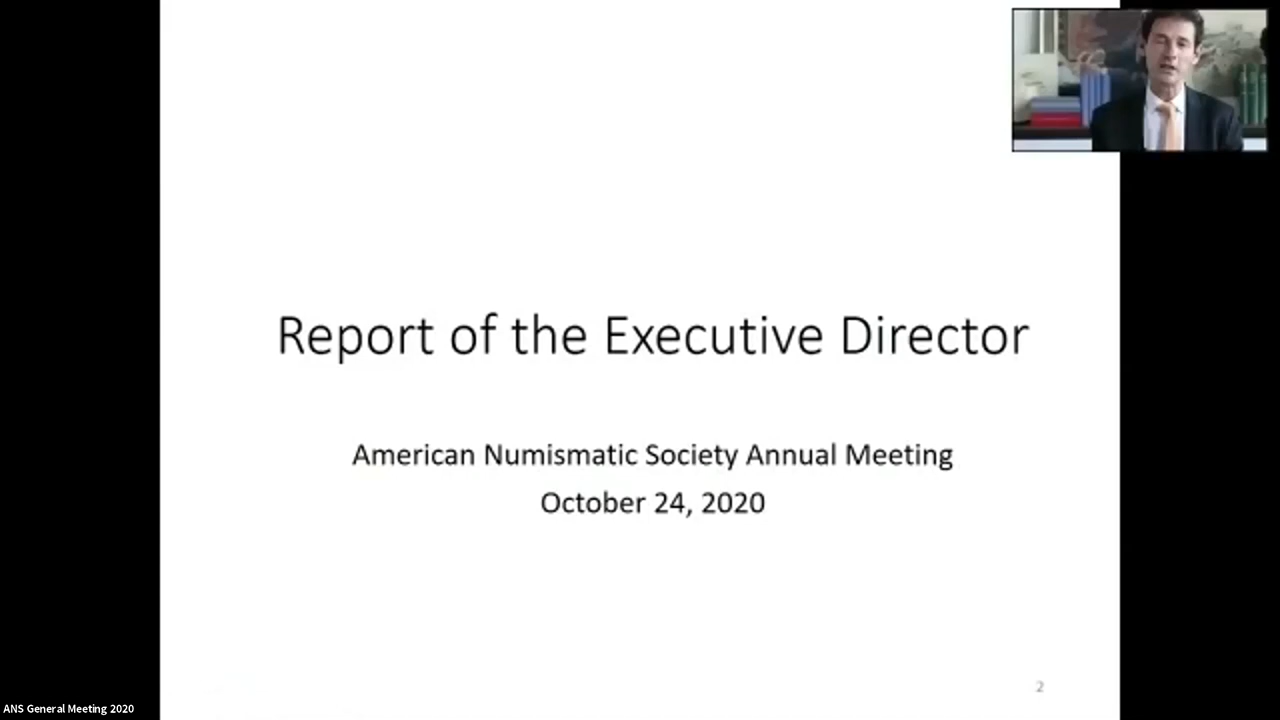 Report of the Executive Director
American Numismatic Society Annual Meeting
October 24, 2020
2
ANS General Meeting 2020